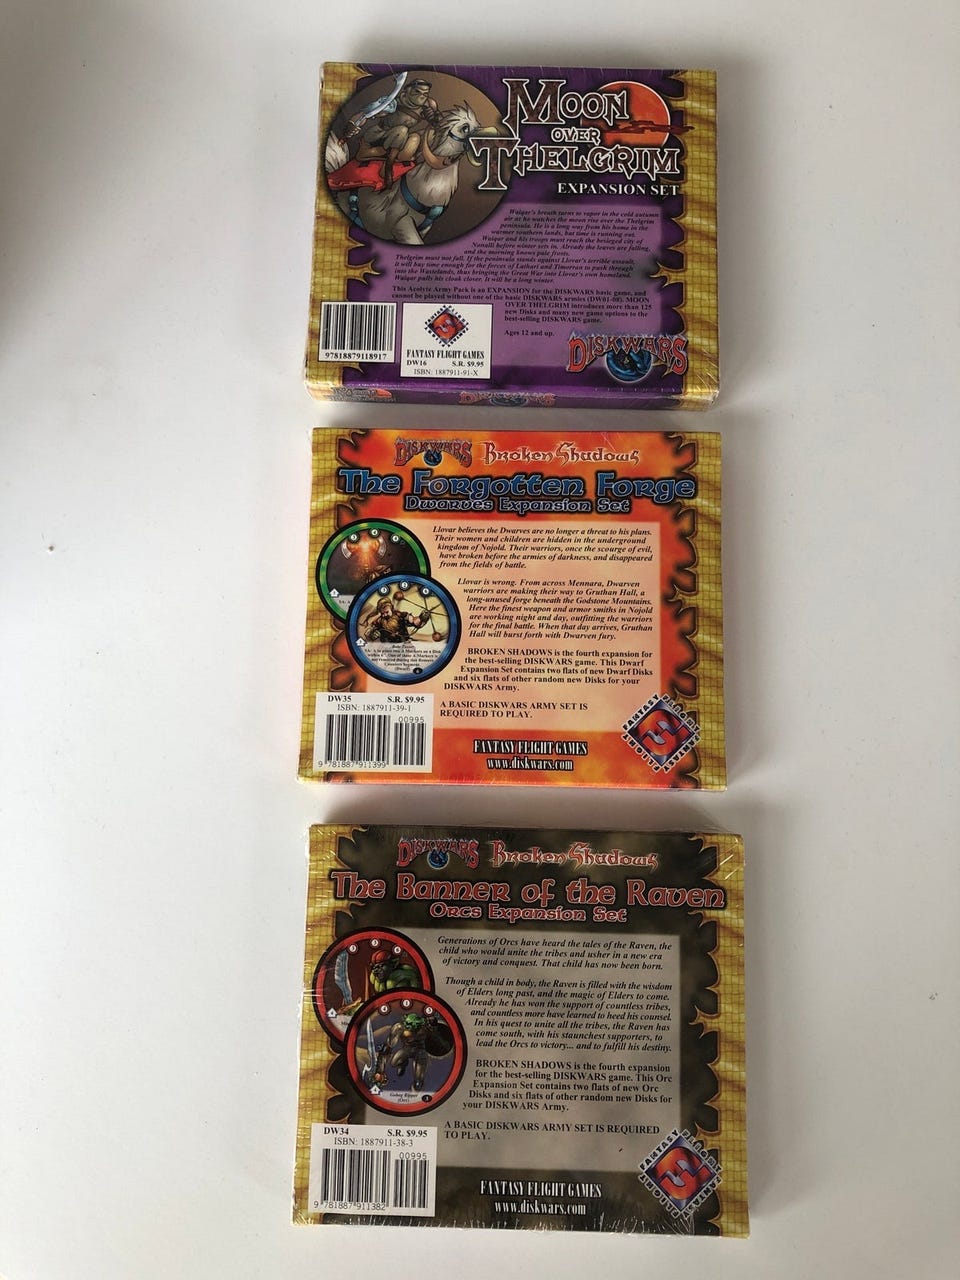 MOON
OVER
THELGRIM
EXPANSION SET
Waiqar's breath turns to vapor in the cold autumn
air as he watches the moon rise over the Thelgrim
peninsula. He is a long way from his home in the
warmer southern lands, but time is running out.
Waiqar and his troops must reach the besieged city of
Nonalli before winter sets in. Already the leaves are falling,
and the morning knows pale frosts.
Thelgrim must not fall. If the peninsula stands against Llovar's terrible assault,
it will buy time enough for the forces of Lathari and Timorran to push through
into the Wastelands, thus bringing the Great War into Llovar's own homeland.
Waiqar pulls his cloak closer. It will be a long winter.
This Acolyte Army Pack is an EXPANSION for the DISKWARS basic game, and
cannot be played without one of the basic DISKWARS armies (DW01-08). MOON
OVER THELGRIM introduces more than 125
new Disks and many new game options to the
best-selling DISKWARS game.
Ages 12 and up.
97818879118917
FANTASY FLIGHT GAMES
DW16 S.R. $9.95
ISBN: 1887911-91-X
DISKWARS
DISKWARS Broken Shadows
The Forgotten Forge
Dwarves Expansion Set
Llovar believes the Dwarves are no longer a threat to his plans.
Their women and children are hidden in the underground
kingdom of Nojold. Their warriors, once the scourge of evil,
have broken before the armies of darkness, and disappeared
from the fields of battle.
Llovar is wrong. From across Mennara, Dwarven
warriors are making their way to Gruthan Hall, a
long-unused forge beneath the Godstone Mountains.
Here the finest weapon and armor smiths in Nojold
are working night and day, outfitting the warriors
for the final battle. When that day arrives, Gruthan
Hall will burst forth with Dwarven fury.
BROKEN SHADOWS is the fourth expansion for
the best-selling DISKWARS game. This Dwarf
Expansion Set contains two flats of new Dwarf Disks
and six flats of other random new Disks for your
DISKWARS Army.
A BASIC DISKWARS ARMY SET IS
REQUIRED TO PLAY.
DW35 S.R. $9.95
ISBN: 1887911-39-1
00995
9 781887 911399
FANTASY FLIGHT GAMES
www.diskwars.com
FANTASY FLIGHT
DISKWARS Broken Shadows
The Banner of the Raven
Orcs Expansion Set
Generations of Orcs have heard the tales of the Raven, the
child who would unite the tribes and usher in a new era
of victory and conquest. That child has now been born.
Though a child in body, the Raven is filled with the wisdom
of Elders long past, and the magic of Elders to come.
Already he has won the support of countless tribes,
and countless more have learned to heed his counsel.
In his quest to unite all the tribes, the Raven has
come south, with his staunchest supporters, to
lead the Orcs to victory... and to fulfill his destiny.
BROKEN SHADOWS is the fourth expansion
for the best-selling DISKWARS game. This Orc
Expansion Set contains two flats of new Orc
Disks and six flats of other random new Disks for
your DISKWARS Army.
A BASIC DISKWARS ARMY SET IS REQUIRED
TO PLAY.
DW34 S.R. $9.95
ISBN: 1887911-38-3
00995
9 781887 911382
FANTASY FLIGHT GAMES
www.diskwars.com
FANTASY FLIGHT